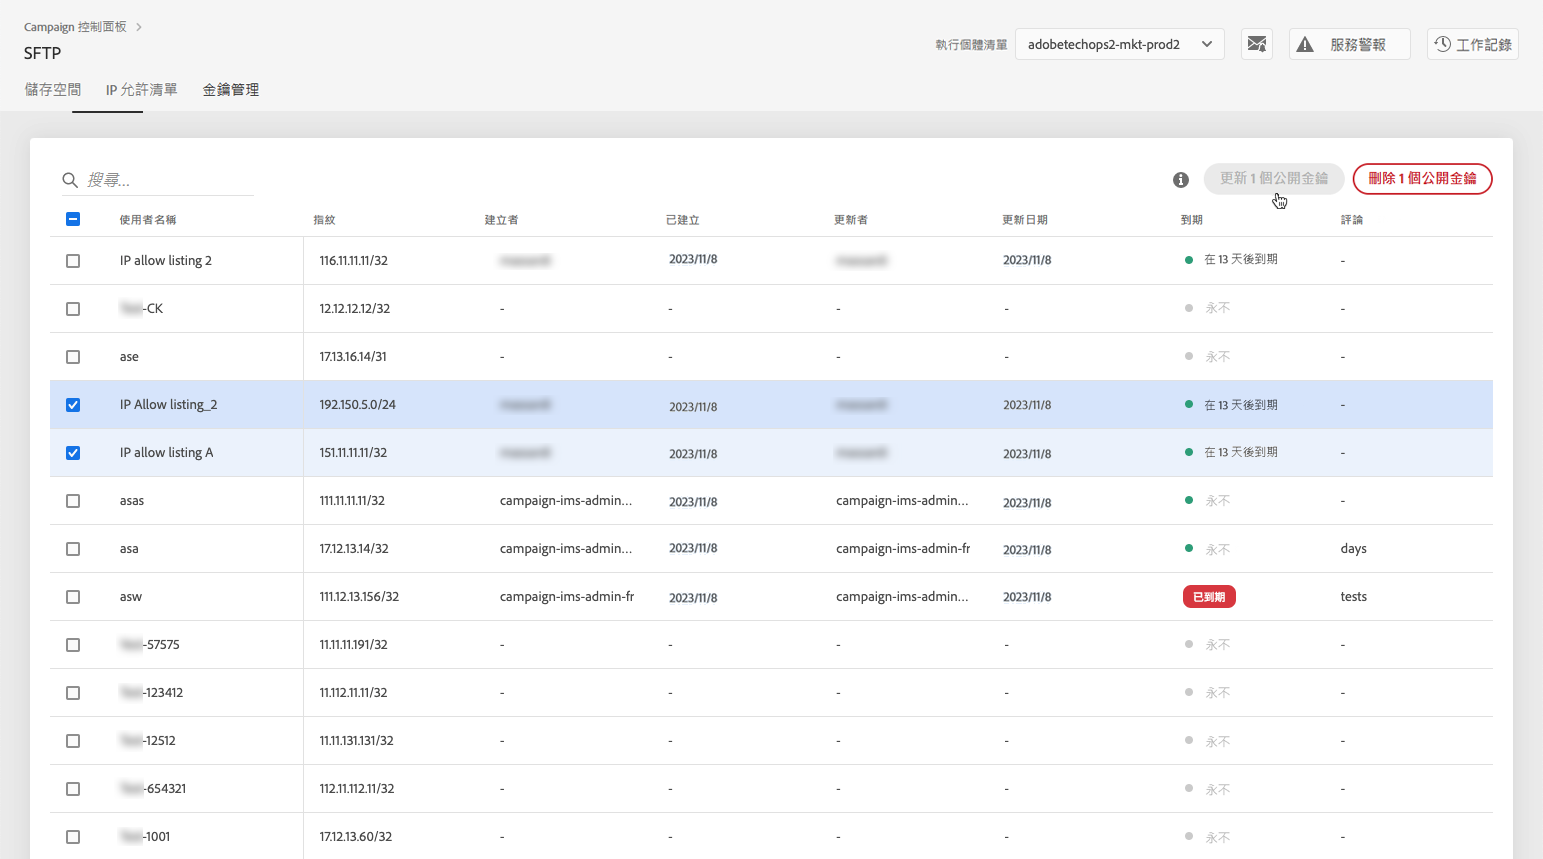 Campaign 控制面板
SFTP
執行個體清單 adobetechops2-mkt-prod2 服務警報 工作記錄
儲存空間 IP 允許清單 金鑰管理
搜尋... 更新 1 個公開金鑰 刪除 1 個公開金鑰
使用者名稱 指紋 建立者 已建立 更新者 更新日期 到期 評論
IP allow listing 2 116.11.11.11/32 2023/11/8 2023/11/8 在 13 天後到期 -
-CK 12.12.12.12/32 - - - - 永不 -
ase 17.13.16.14/31 - - - - 永不 -
IP Allow listing_2 192.150.5.0/24 2023/11/8 2023/11/8 在 13 天後到期 -
IP allow listing A 151.11.11.11/32 2023/11/8 2023/11/8 在 13 天後到期 -
asas 111.11.11.11/32 campaign-ims-admin... 2023/11/8 campaign-ims-admin... 2023/11/8 永不 -
asa 17.12.13.14/32 campaign-ims-admin... 2023/11/8 campaign-ims-admin-fr 2023/11/8 永不 days
asw 111.12.13.156/32 campaign-ims-admin-fr 2023/11/8 campaign-ims-admin... 2023/11/8 已到期 tests
-57575 11.11.11.191/32 - - - - 永不 -
-123412 11.112.11.11/32 - - - - 永不 -
-12512 11.11.131.131/32 - - - - 永不 -
-654321 112.11.112.11/32 - - - - 永不 -
-1001 17.12.13.60/32 - - - - 永不 -